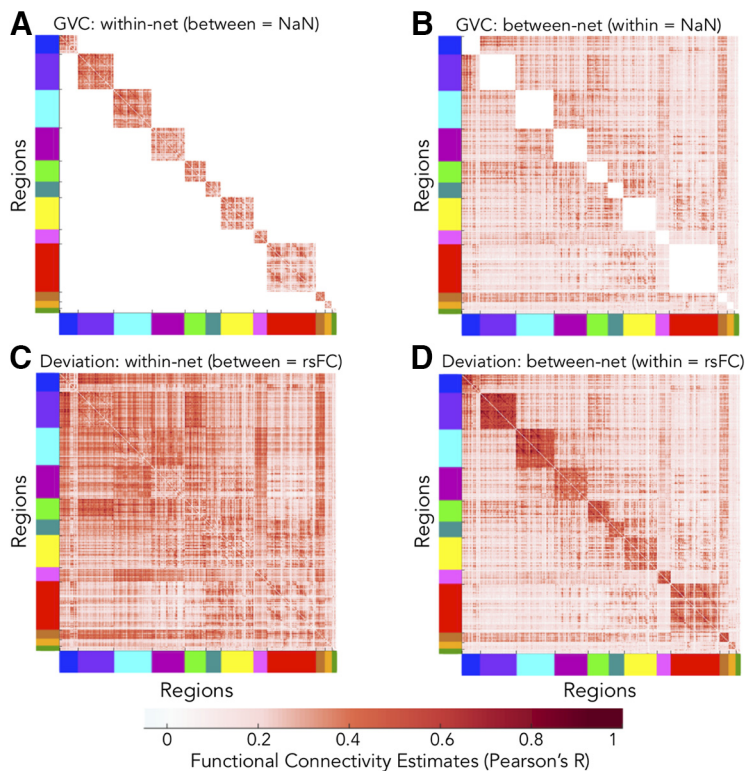 A
GVC: within-net (between = NaN)
Regions
B
GVC: between-net (within = NaN)
Regions
C
Deviation: within-net (between = rsFC)
Regions
Regions
D
Deviation: between-net (within = rsFC)
Regions
Regions
0 0.2 0.4 0.6 0.8 1
Functional Connectivity Estimates (Pearson's R)